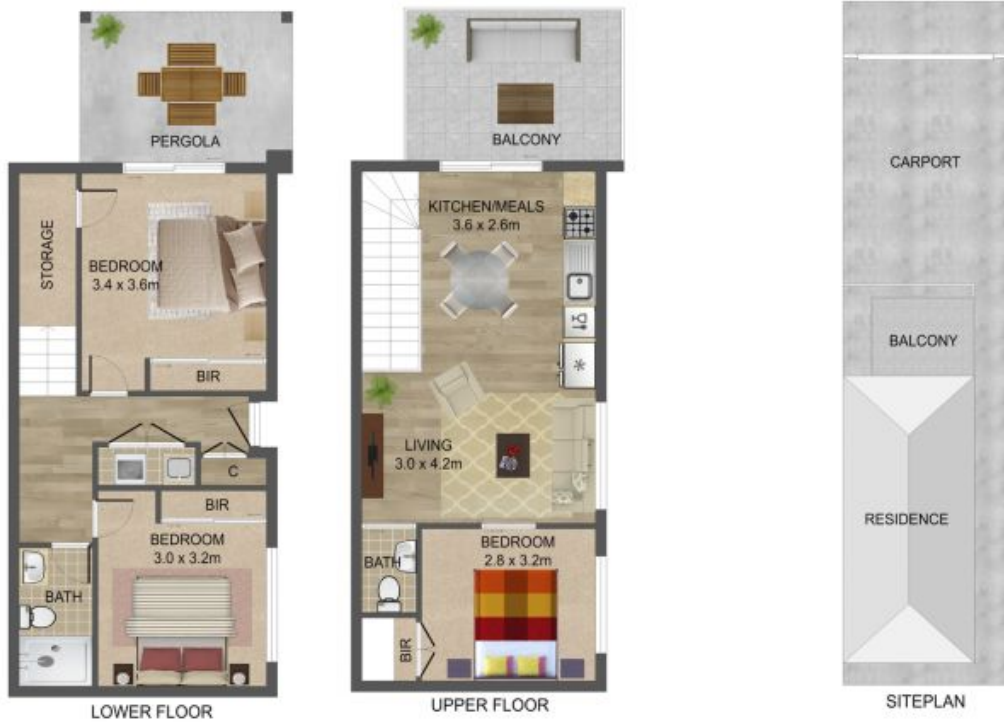 PERGOLA
STORAGE
BEDROOM
3.4 x 3.6m
BIR
C
BIR
BEDROOM
3.0 x 3.2m
BATH
LOWER FLOOR
BALCONY
KITCHEN/MEALS
3.6 x 2.6m
LIVING
3.0 x 4.2m
BATH
BEDROOM
2.8 x 3.2m
BIR
UPPER FLOOR
CARPORT
BALCONY
RESIDENCE
SITEPLAN